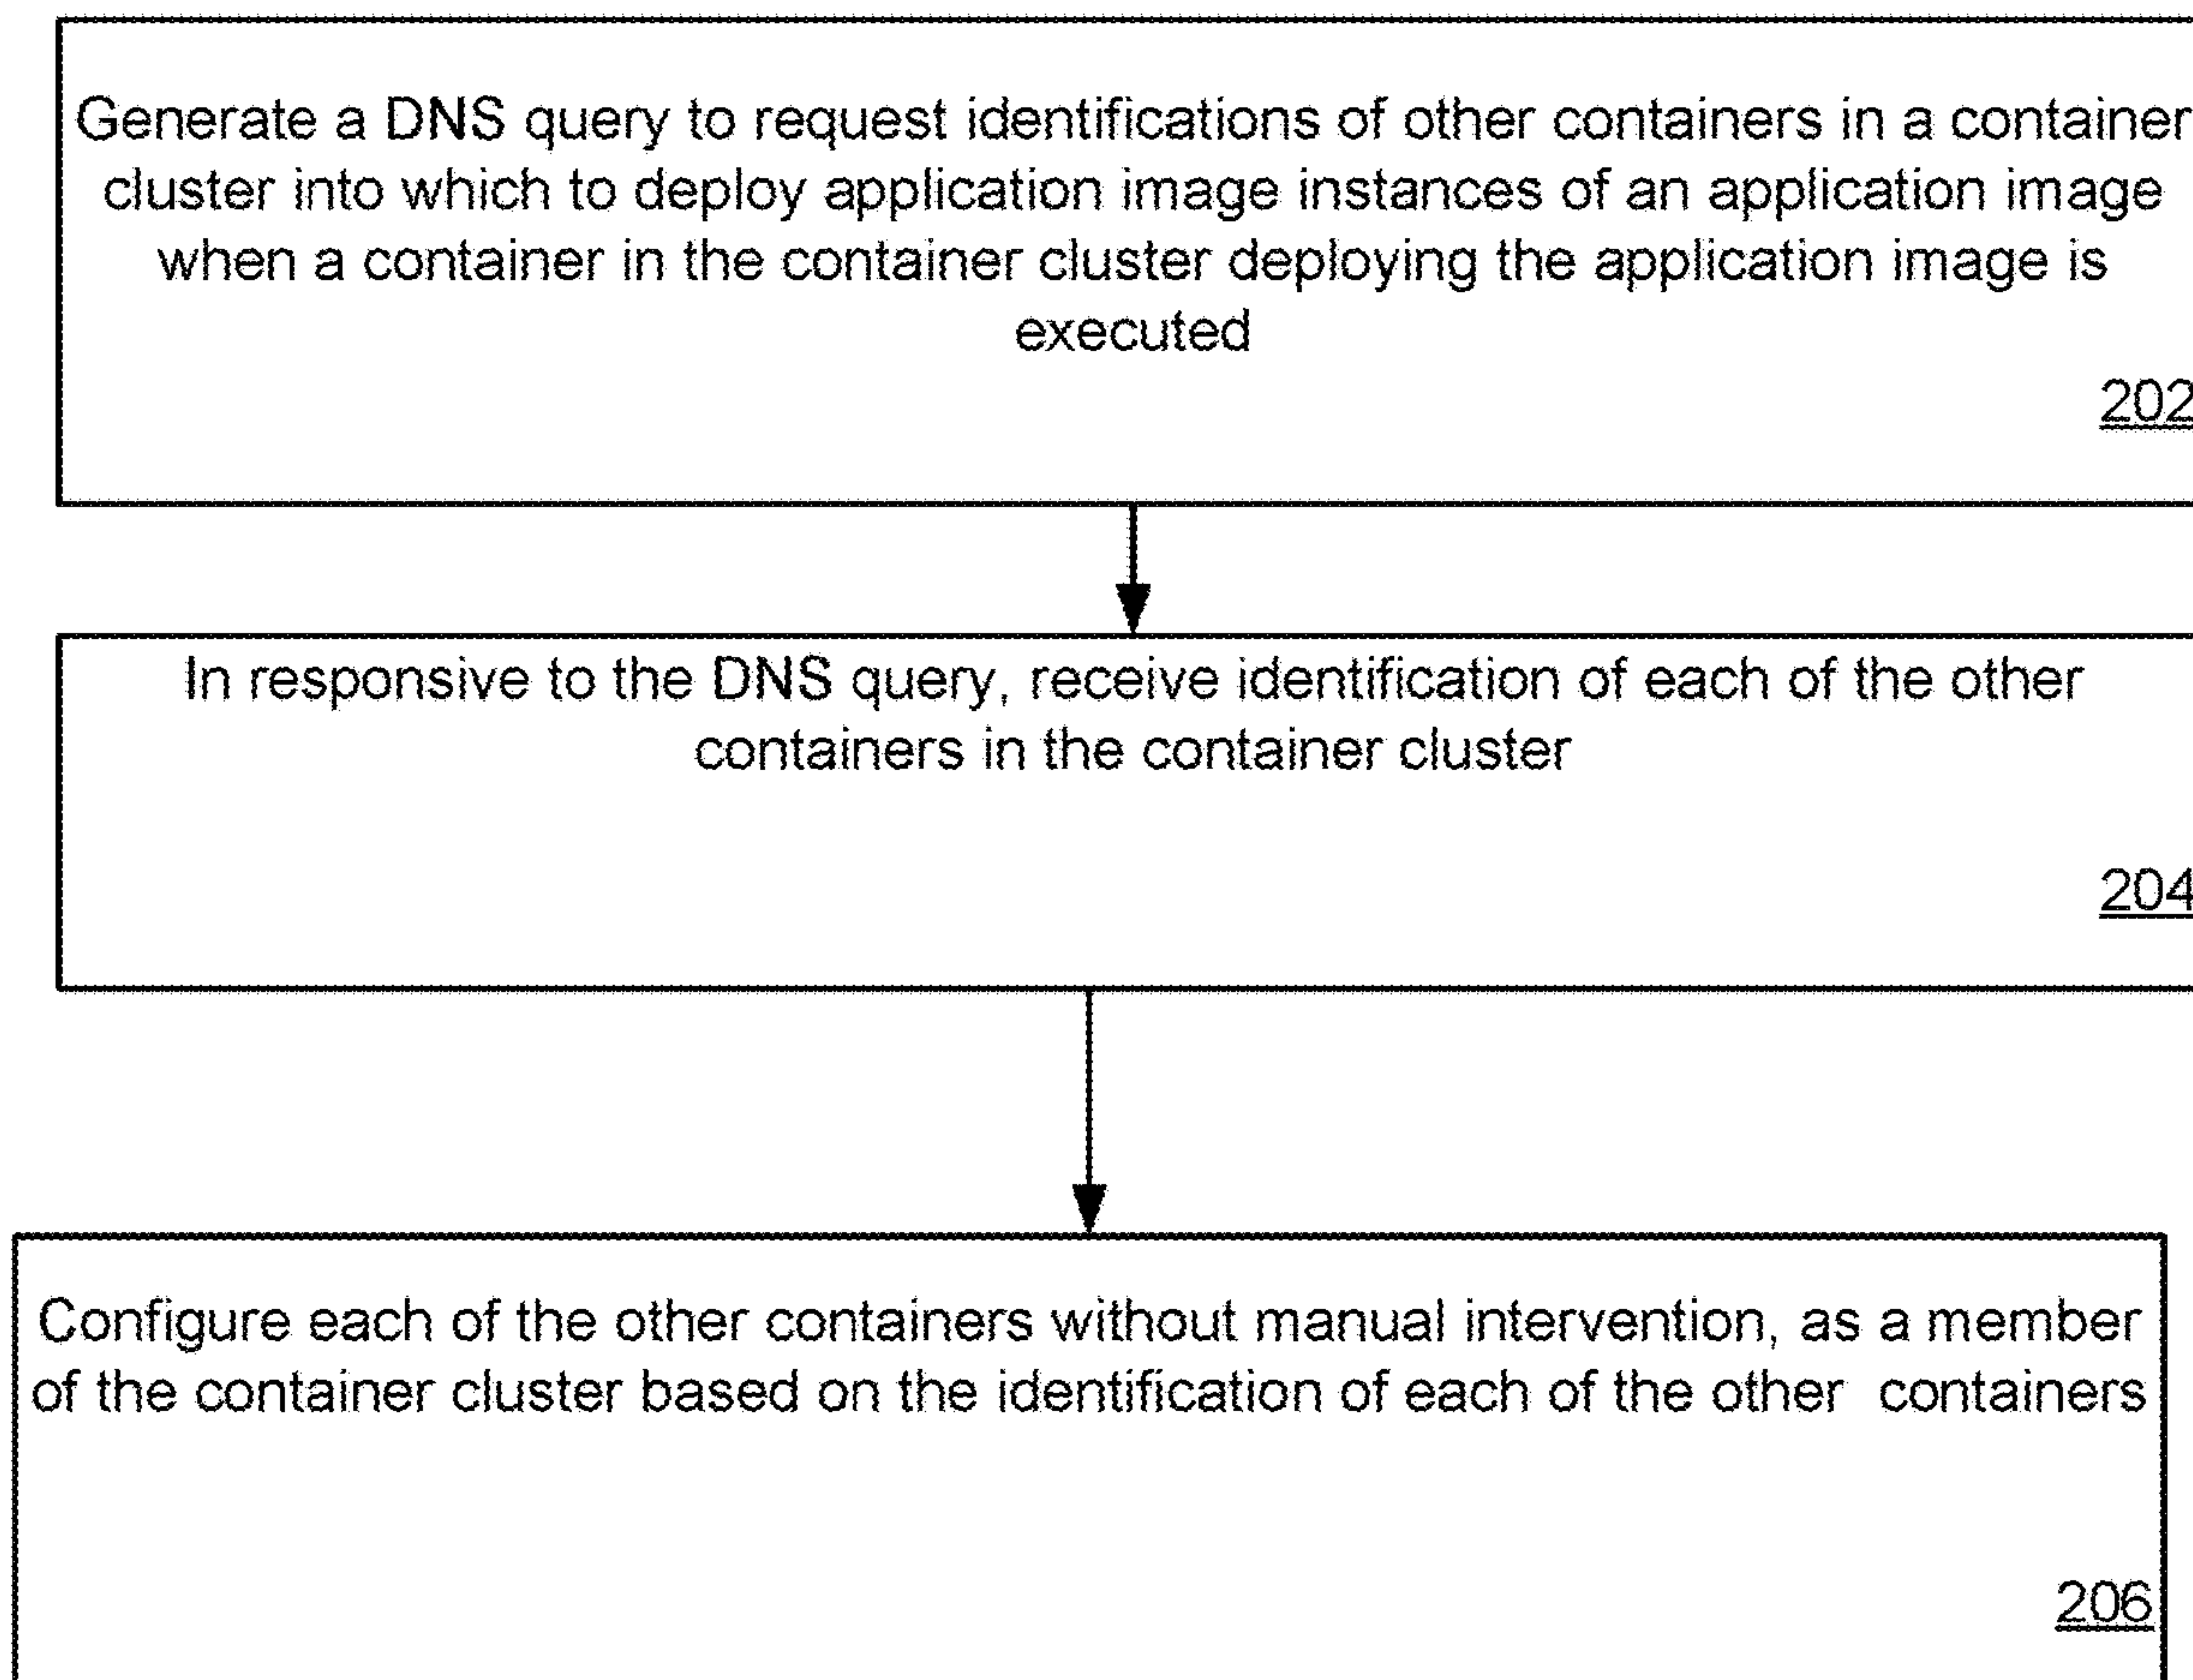 Generate a DNS query to request identifications of other containers in a container
cluster into which to deploy application image instances of an application image
when a container in the container cluster deploying the application image is
executed
202
In responsive to the DNS query, receive identification of each of the other
containers in the container cluster
204
Configure each of the other containers without manual intervention, as a member
of the container cluster based on the identification of each of the other containers
206